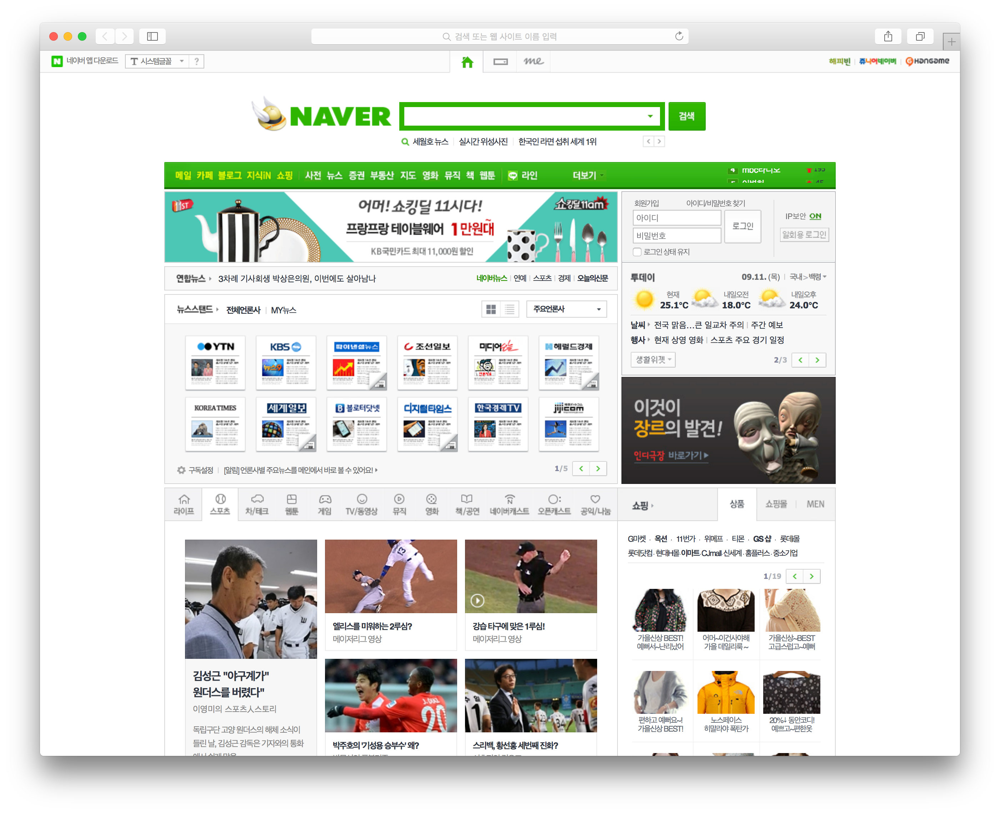 검색 또는 웹 사이트 이름 입력
네이버 앱 다운로드
T 시스템글꼴
?
me
해피빈
쥬니어네이버
Hangame
NAVER
검색
세월호 뉴스
실시간 위성사진
한국인 라면 섭취 세계 1위
메일 카페 블로그 지식iN 쇼핑 사전 뉴스 증권 부동산 지도 영화 뮤직 책 웹툰 LINE 라인 더보기
4 mbc라디오 195
45
11ST
어머! 쇼킹딜 11시다!
쇼킹딜 11am
프랑프랑 테이블웨어 1만원대~
KB국민카드 최대 11,000원 할인
회원가입 아이디/비밀번호 찾기
아이디
비밀번호
로그인
로그인 상태 유지
IP보안 ON
일회용 로그인
연합뉴스 3차례 기사회생 박상은의원, 이번에도 살아남나
네이버뉴스 연예 스포츠 경제 오늘의신문
투데이 09.11. (목) 국내>백령
현재 25.1°C
내일오전 18.0°C
내일오후 24.0°C
날씨 전국 맑음...큰 일교차 주의 주간 예보
행사 현재 상영 영화 스포츠 주요 경기 일정
생활위젯
2/3
뉴스스탠드 전체언론사 MY뉴스
주요언론사
YTN
KBS
뉴스9
파이낸셜뉴스
조선일보
미디어오늘
헤럴드경제
KOREA TIMES
세계일보
B 블로터닷넷
디지털타임스
한국경제TV
jijicom
구독설정
[알림] 언론사별 주요뉴스를 메인에서 바로 볼 수 있어요!
1/5
이것이
장르의 발견!
인디극장 바로가기
라이프
스포츠
차/테크
웹툰
게임
TV/동영상
뮤직
영화
책/공연
네이버캐스트
오픈캐스트
공익/나눔
쇼핑
상품
쇼핑몰
MEN
G마켓 · 옥션 · 11번가 · 위메프 · 티몬 · GS샵 · 롯데몰
롯데닷컴 · 현대H몰 · 이마트 · CJmall · 신세계 · 홈플러스 · 중소기업
1/19
가을신상 BEST!
예뻐서~난리났어
어머~이건사야해
가을 데일리룩 ~
가을신상~BEST
고급스럽고~예뻐
편하고 예뻐요~!
가을신상 BEST!
노스페이스
히말라야 폭탄가
20%↓ 동안코디!
예쁘고~편한옷
W
13
엘리스를 미워하는 2루심?
메이저리그 영상
강습 타구에 맞은 1루심!
메이저리그 영상
김성근 "야구계가
원더스를 버렸다"
이영미의 스포츠人스토리
독립구단 고양 원더스의 해체 소식이
들린 날, 김성근 감독은 기자와의 통화
J. DIAZ
20
박주호의 '기성용 승부수' 왜?
스리백, 황선홍 세번째 진화?